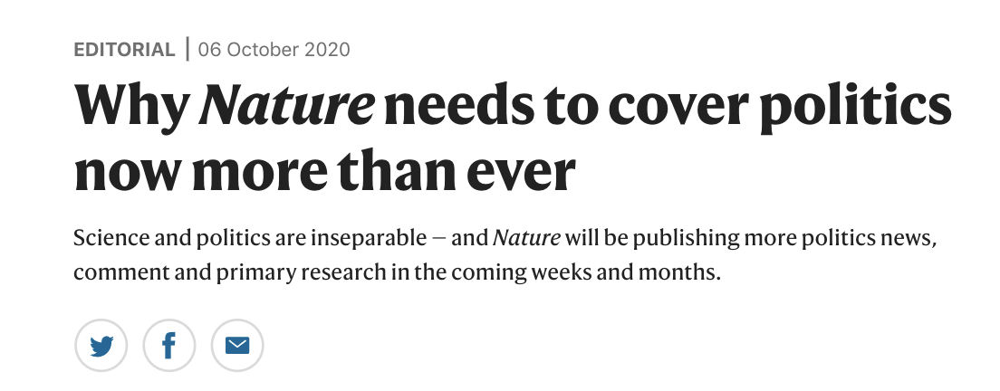 EDITORIAL | 06 October 2020
Why Nature needs to cover politics
now more than ever
Science and politics are inseparable — and Nature will be publishing more politics news,
comment and primary research in the coming weeks and months.